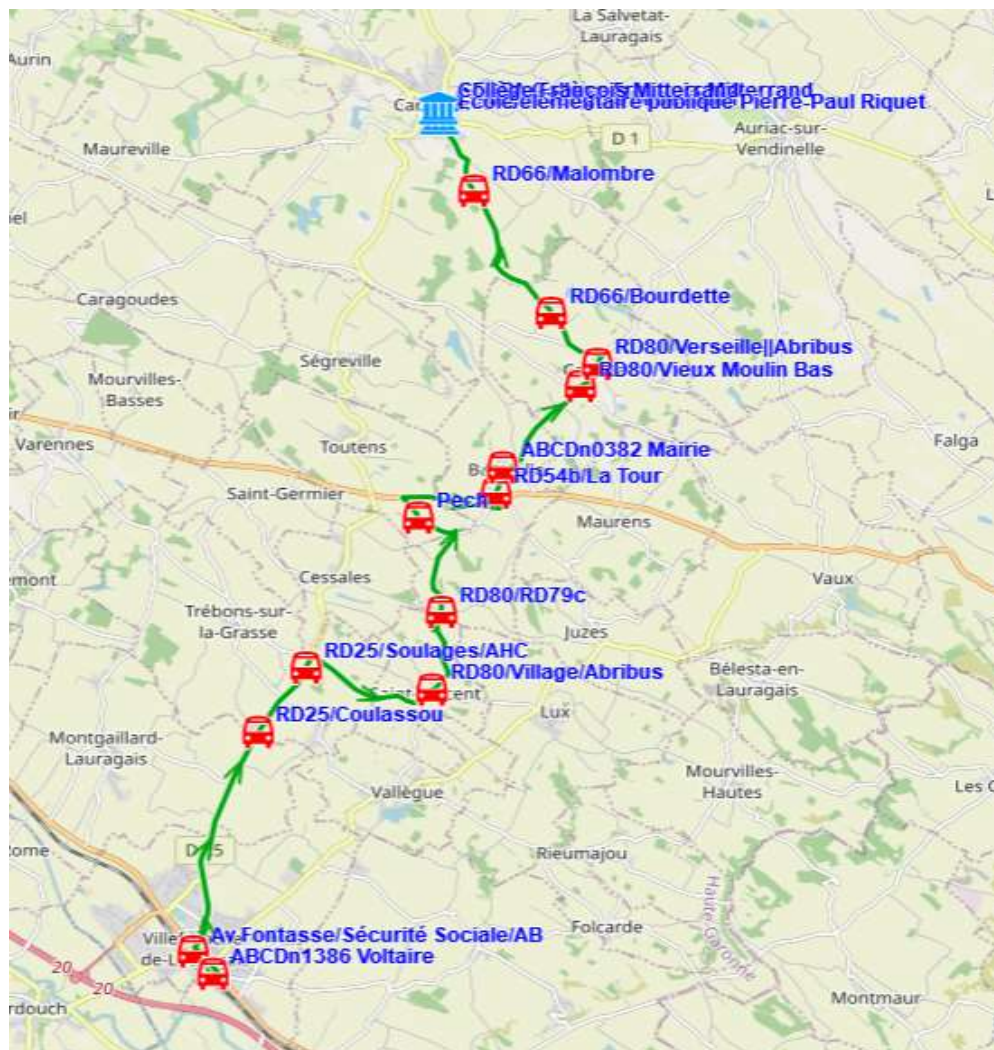 La Salvetat-
Lauragais
Aurin
Collège François Mitterrand
École élémentaire publique Pierre-Paul Riquet
D 1
Auriac-sur-
Vendinelle
Maureville
RD66/Malombre
Caragoudes
RD66/Bourdette
Ségreville
RD80/Verseille||Abribus
RD80/Vieux Moulin Bas
Mourvilles-
Basses
Varennes
Toutens
ABCDn0382 Mairie
Falga
RD54b/La Tour
Saint-Germier
Pech
Maurens
Cessales
Vaux
RD80/RD79c
Trébons-sur-
la-Grasse
Juzes
RD25/Soulages/AHC
RD80/Village/Abribus
Bélesta-en-
Lauragais
RD25/Coulassou
Lux
Montgaillard-
Lauragais
Mourvilles-
Hautes
Vallègue
Rieumajou
Haute-Garonne
Folcarde
Av.Fontasse/Sécurité Sociale/AB
ABCDn1386 Voltaire
20
20
Montmaur